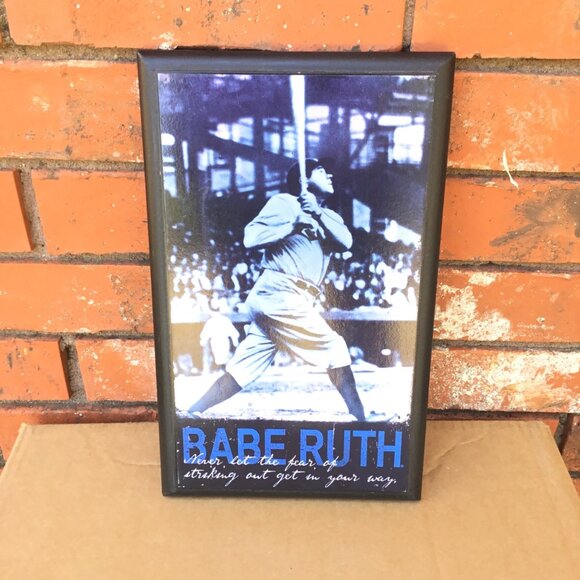 BABE RUTH
Never let the fear of
striking out get in your way.